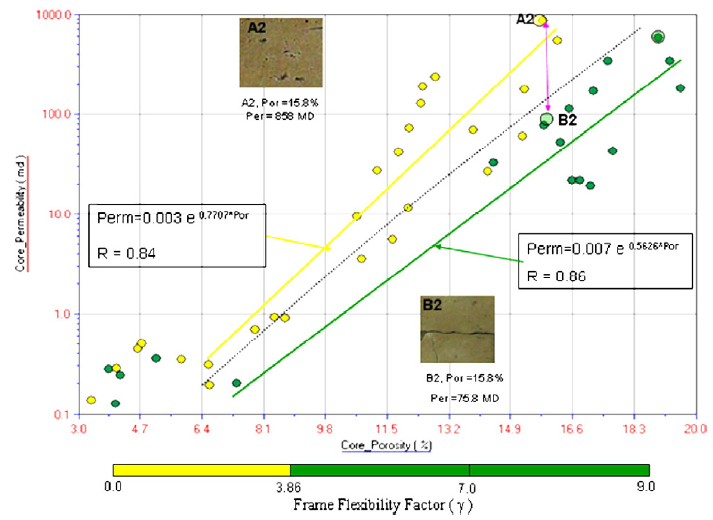 1000.0
100.0
10.0
1.0
0.1
Core_Permeability ( md )
A2
A2, Por =15.8%
Per = 858 MD
A2
B2
Perm=0.003 e 0.7707*Por
R = 0.84
Perm=0.007 e 0.5626*Por
R = 0.86
B2
B2, Por =15.8%
Per=75.8 MD
3.0 4.7 6.4 8.1 9.8 11.5 13.2 14.9 16.6 18.3 20.0
Core_Porosity ( % )
0.0 3.86 7.0 9.0
Frame Flexibility Factor ( γ )